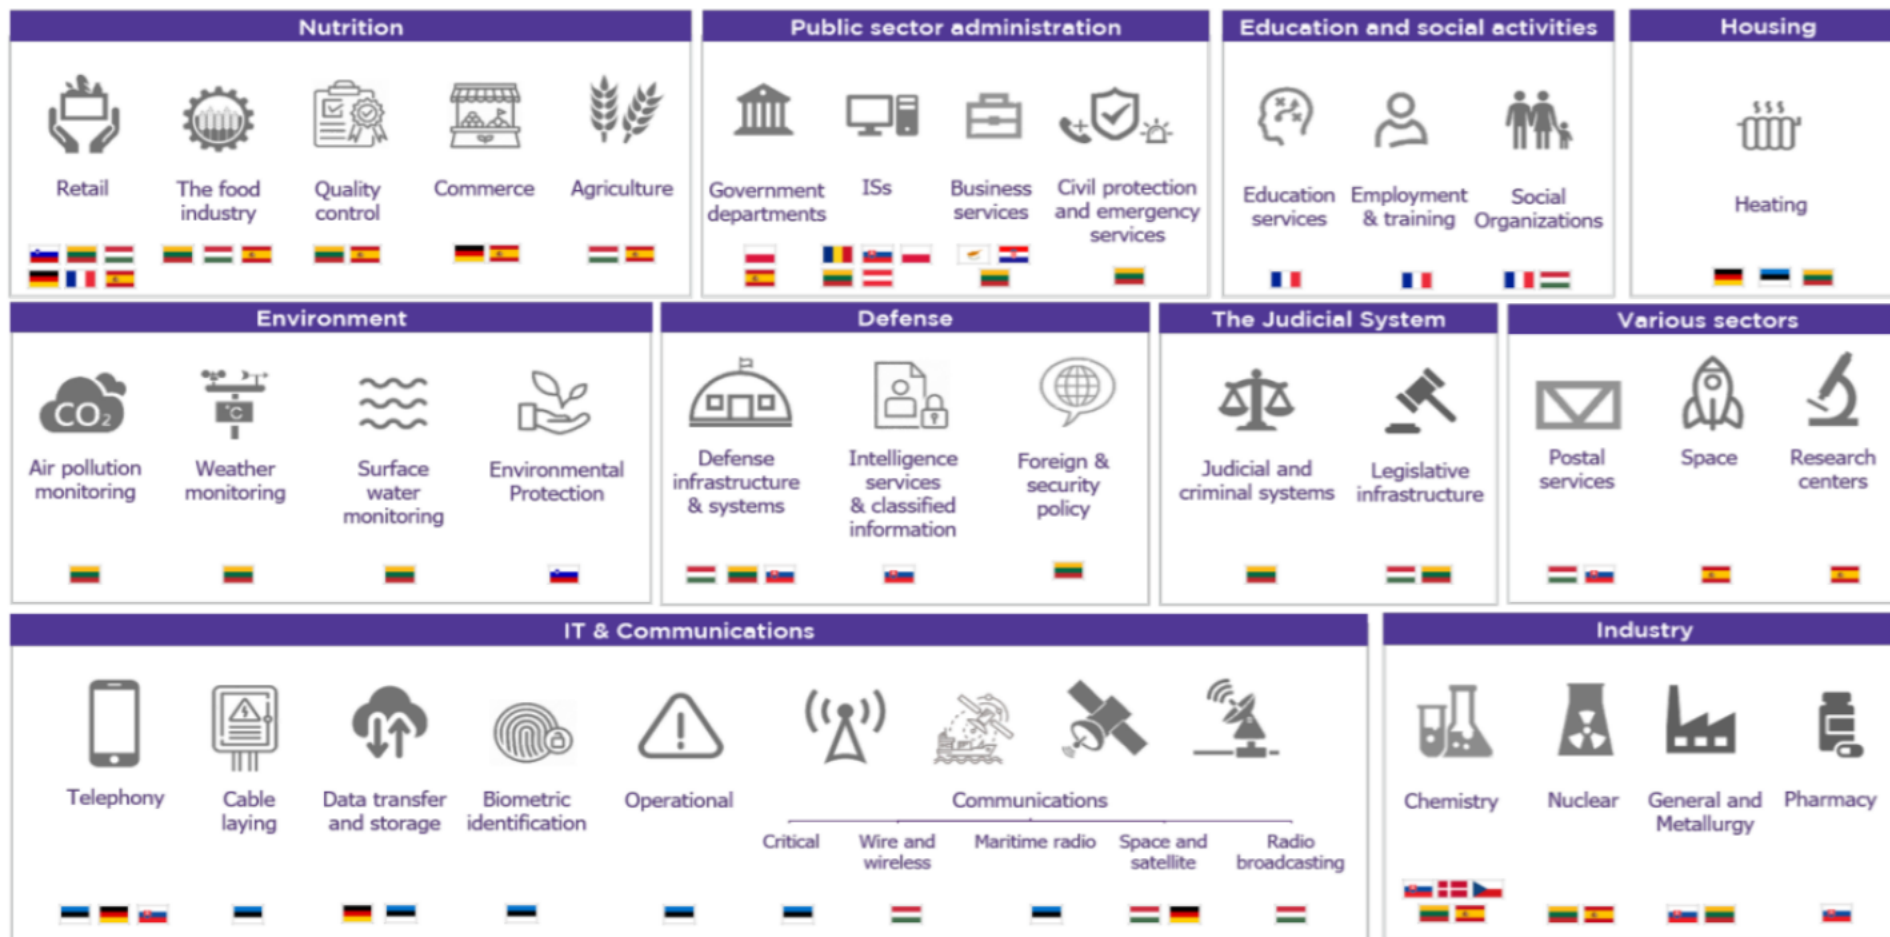 Nutrition
Retail
The food
industry
Quality
control
Commerce
Agriculture
Public sector administration
Government
departments
ISs
Business
services
Civil protection
and emergency
services
Education and social activities
Education
services
Employment
& training
Social
Organizations
Housing
Heating
Environment
CO2
Air pollution
monitoring
°C
Weather
monitoring
Surface
water
monitoring
Environmental
Protection
Defense
Defense
infrastructure
& systems
Intelligence
services
& classified
information
Foreign &
security
policy
The Judicial System
Judicial and
criminal systems
Legislative
infrastructure
Various sectors
Postal
services
Space
Research
centers
IT & Communications
Telephony
Cable
laying
Data transfer
and storage
Biometric
identification
Operational
Communications
Critical
Wire and
wireless
Maritime radio
Space and
satellite
Radio
broadcasting
Industry
Chemistry
Nuclear
General and
Metallurgy
Pharmacy